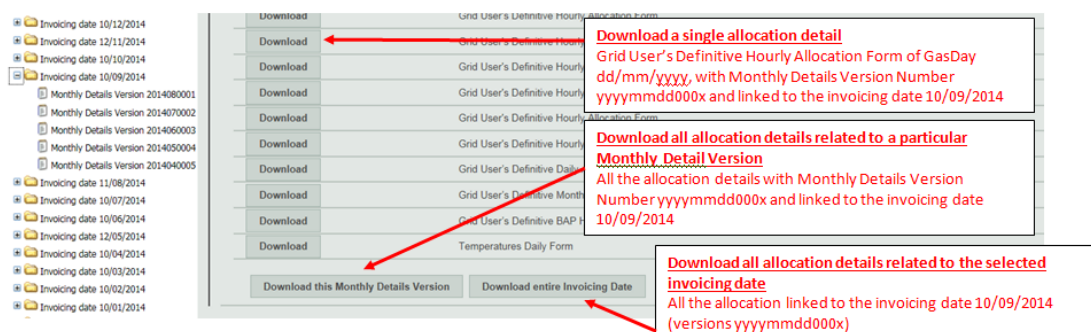 Invoicing date 10/12/2014
Invoicing date 12/11/2014
Invoicing date 10/10/2014
Invoicing date 10/09/2014
Monthly Details Version 2014080001
Monthly Details Version 2014070002
Monthly Details Version 2014060003
Monthly Details Version 2014050004
Monthly Details Version 2014040005
Invoicing date 11/08/2014
Invoicing date 10/07/2014
Invoicing date 10/06/2014
Invoicing date 12/05/2014
Invoicing date 10/04/2014
Invoicing date 10/03/2014
Invoicing date 10/02/2014
Invoicing date 10/01/2014
Download Grid User's Definitive Hourly Allocation Form
Download Grid User's Definitive Hourly
Download Grid User's Definitive Hourly
Download Grid User's Definitive Hourly
Download Grid User's Definitive Hourly Allocation Form
Download Grid User's Definitive Hourly
Download Grid User's Definitive Daily
Download Grid User's Definitive Month
Download Grid User's Definitive BAP H
Download Temperatures Daily Form
Download this Monthly Details Version Download entire Invoicing Date
Download a single allocation detail
Grid User's Definitive Hourly Allocation Form of GasDay
dd/mm/yyyy, with Monthly Details Version Number
yyyymmdd000x and linked to the invoicing date 10/09/2014
Download all allocation details related to a particular
Monthly Detail Version
All the allocation details with Monthly Details Version
Number yyyymmdd000x and linked to the invoicing date
10/09/2014
Download all allocation details related to the selected
invoicing date
All the allocation linked to the invoicing date 10/09/2014
(versions yyyymmdd000x)